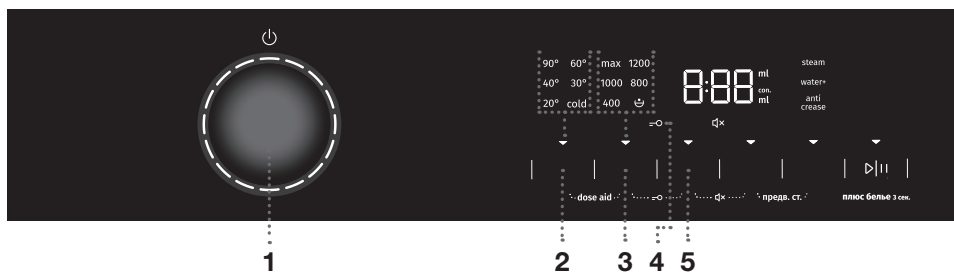 90° 60° max 1200 8:88 ml steam
40° 30° 1000 800 con. ml water+
20° cold 400 anti crease
dose aid предв. ст. плюс белье 3 сек.
1 2 3 4 5